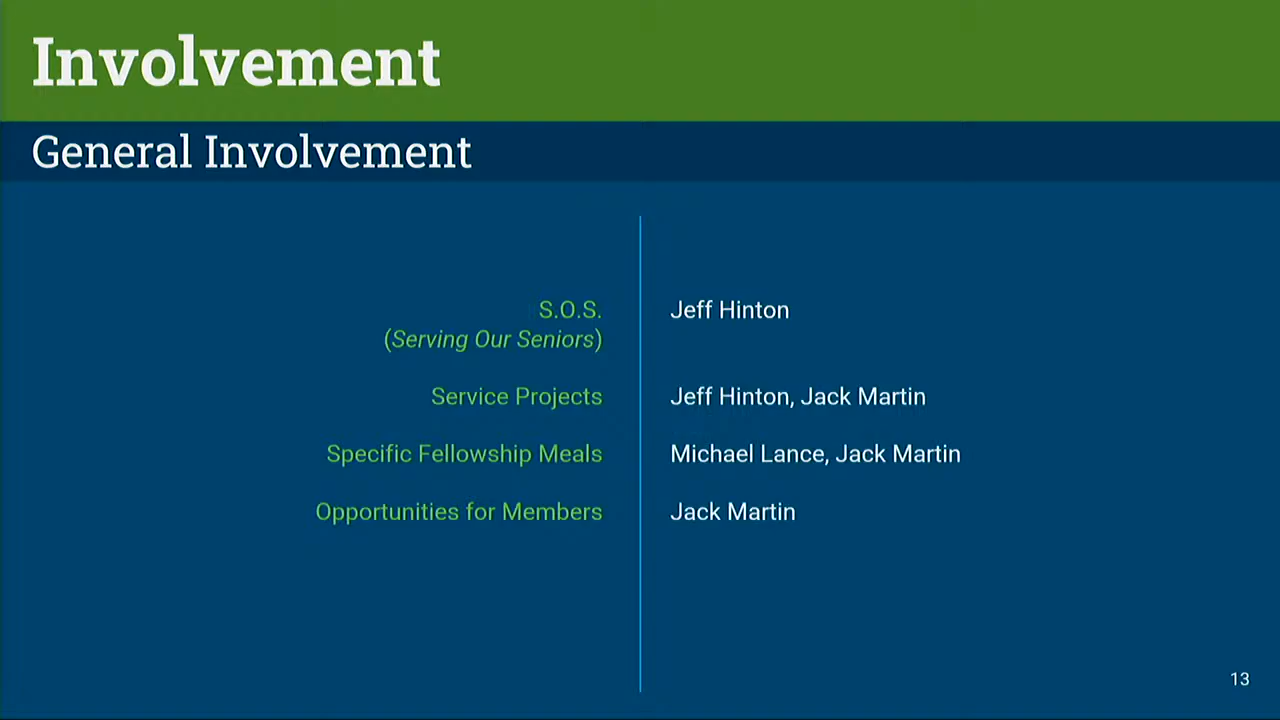 Involvement
General Involvement
S.O.S. Jeff Hinton
(Serving Our Seniors)
Service Projects Jeff Hinton, Jack Martin
Specific Fellowship Meals Michael Lance, Jack Martin
Opportunities for Members Jack Martin
13